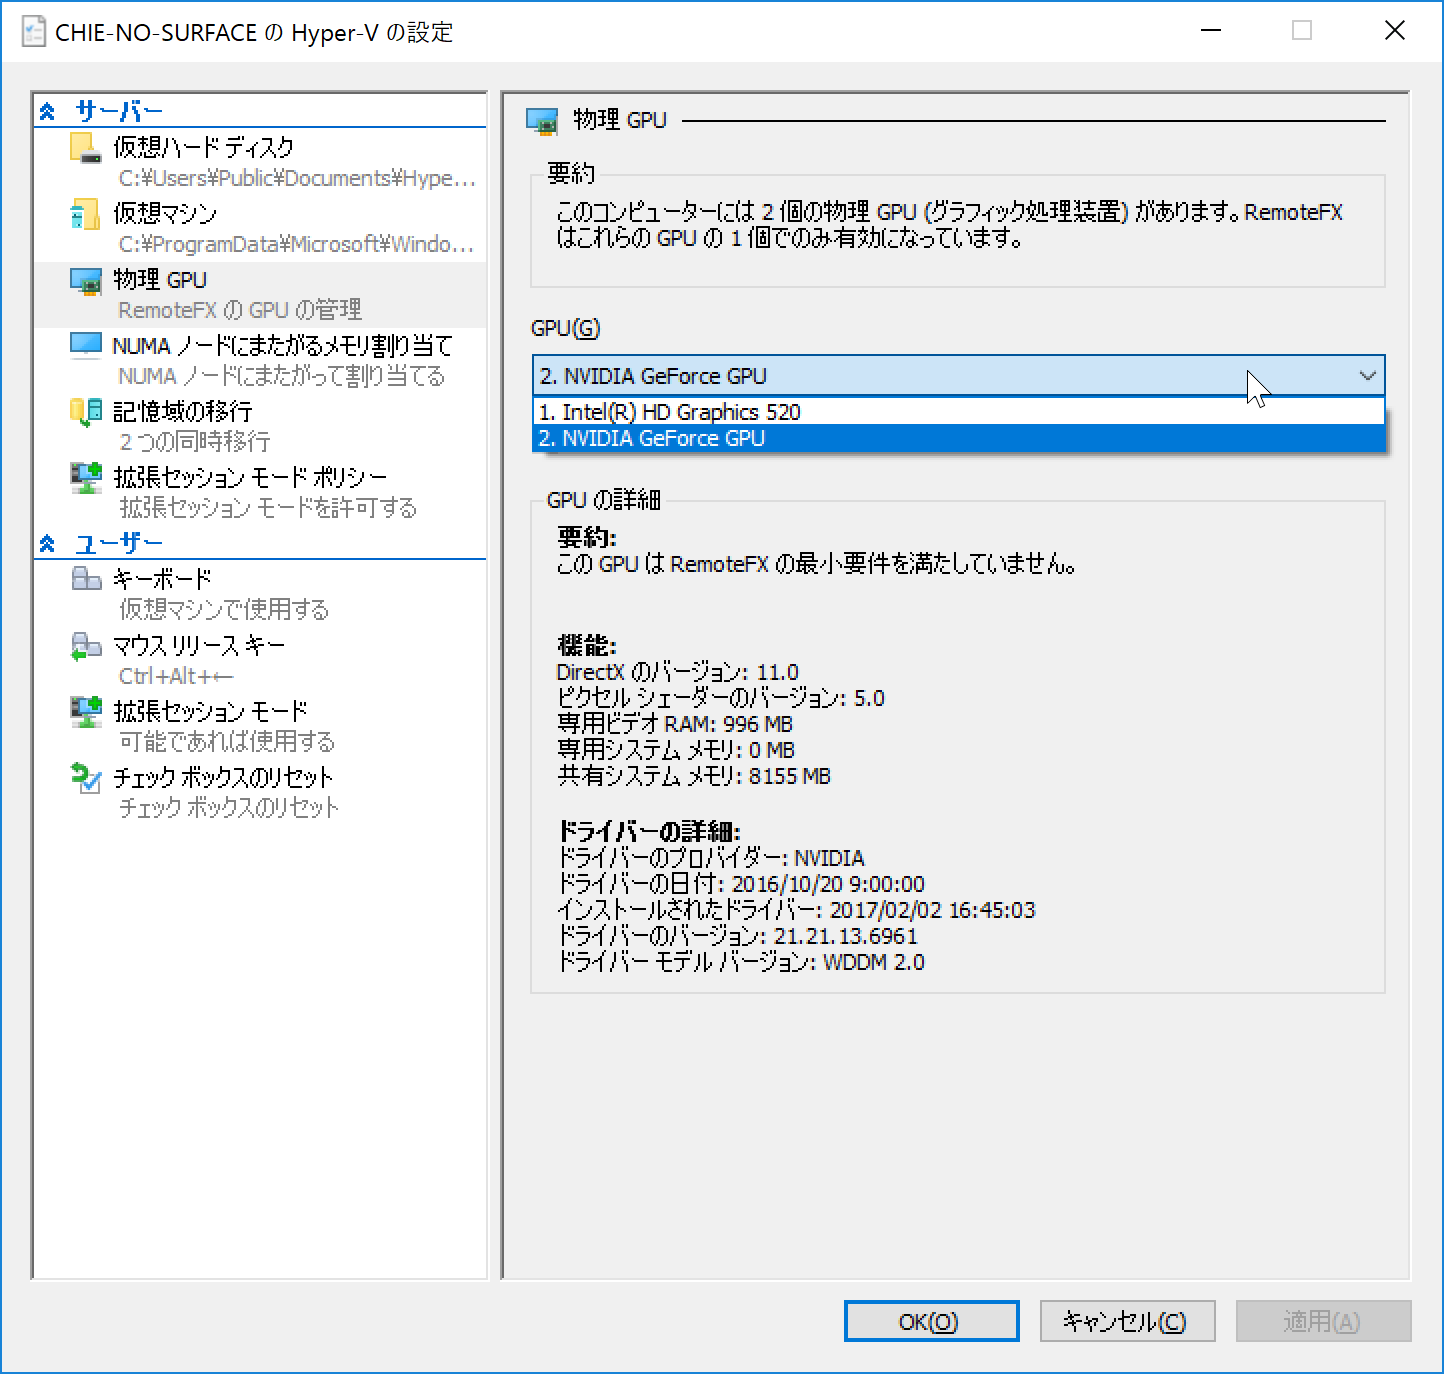 CHIE-NO-SURFACE の Hyper-V の設定
サーバー
仮想ハード ディスク
C:¥Users¥Public¥Documents¥Hype...
仮想マシン
C:¥ProgramData¥Microsoft¥Windo...
物理 GPU
RemoteFX の GPU の管理
NUMA ノードにまたがるメモリ割り当て
NUMA ノードにまたがって割り当てる
記憶域の移行
2 つの同時移行
拡張セッション モード ポリシー
拡張セッション モードを許可する
ユーザー
キーボード
仮想マシンで使用する
マウス リリース キー
Ctrl+Alt+←
拡張セッション モード
可能であれば使用する
チェック ボックスのリセット
チェック ボックスのリセット
物理 GPU
要約
このコンピューターには 2 個の物理 GPU (グラフィック処理装置) があります。RemoteFX
はこれらの GPU の 1 個でのみ有効になっています。
GPU(G)
2. NVIDIA GeForce GPU
1. Intel(R) HD Graphics 520
2. NVIDIA GeForce GPU
GPU の詳細
要約:
この GPU は RemoteFX の最小要件を満たしていません。
機能:
DirectX のバージョン: 11.0
ピクセル シェーダーのバージョン: 5.0
専用ビデオ RAM: 996 MB
専用システム メモリ: 0 MB
共有システム メモリ: 8155 MB
ドライバーの詳細:
ドライバーのプロバイダー: NVIDIA
ドライバーの日付: 2016/10/20 9:00:00
インストールされたドライバー: 2017/02/02 16:45:03
ドライバーのバージョン: 21.21.13.6961
ドライバー モデル バージョン: WDDM 2.0
OK(O)
キャンセル(C)
適用(A)